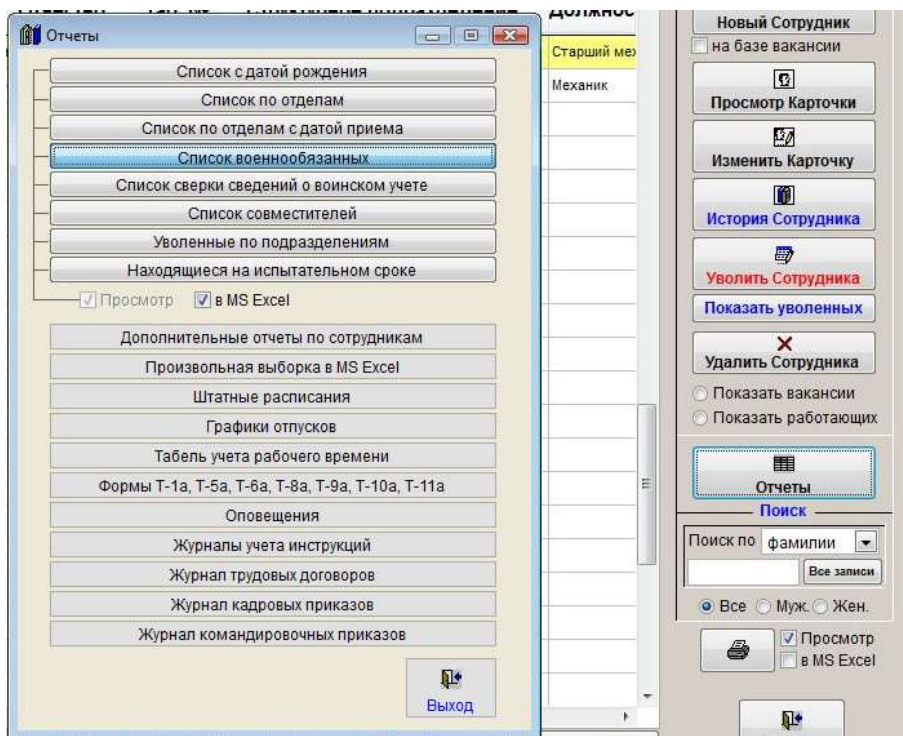 Отчеты
Список с датой рождения
Список по отделам
Список по отделам с датой приема
Список военнообязанных
Список сверки сведений о воинском учете
Список совместителей
Уволенные по подразделениям
Находящиеся на испытательном сроке
Просмотр в MS Excel
Дополнительные отчеты по сотрудникам
Произвольная выборка в MS Excel
Штатные расписания
Графики отпусков
Табель учета рабочего времени
Формы Т-1а, Т-5а, Т-6а, Т-8а, Т-9а, Т-10а, Т-11а
Оповещения
Журналы учета инструкций
Журнал трудовых договоров
Журнал кадровых приказов
Журнал командировочных приказов
Выход
Старший мех
Механик
Новый Сотрудник
на базе вакансии
Просмотр Карточки
Изменить Карточку
История Сотрудника
Уволить Сотрудника
Показать уволенных
Удалить Сотрудника
Показать вакансии
Показать работающих
Отчеты
Поиск
Поиск по фамилии
Все записи
Все Муж. Жен.
Просмотр
в MS Excel